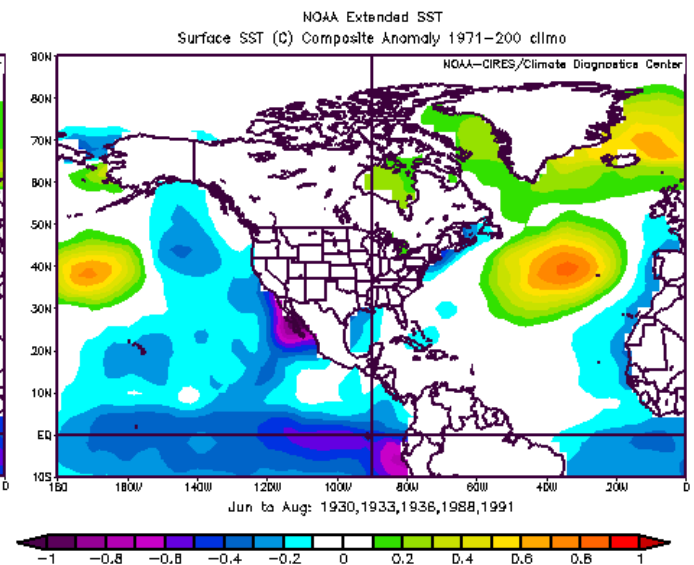 NOAA Extended SST
Surface SST (C) Composite Anomaly 1971-200 climo
NOAA-CIRES/Climate Diagnostics Center
90N
80N
70N
60N
50N
40N
30N
20N
10N
EQ
10S
0
180
160W
140W
120W
100W
80W
60W
40W
20W
0
Jun to Aug: 1930,1933,1936,1988,1991
-1 -0.8 -0.6 -0.4 -0.2 0 0.2 0.4 0.6 0.8 1